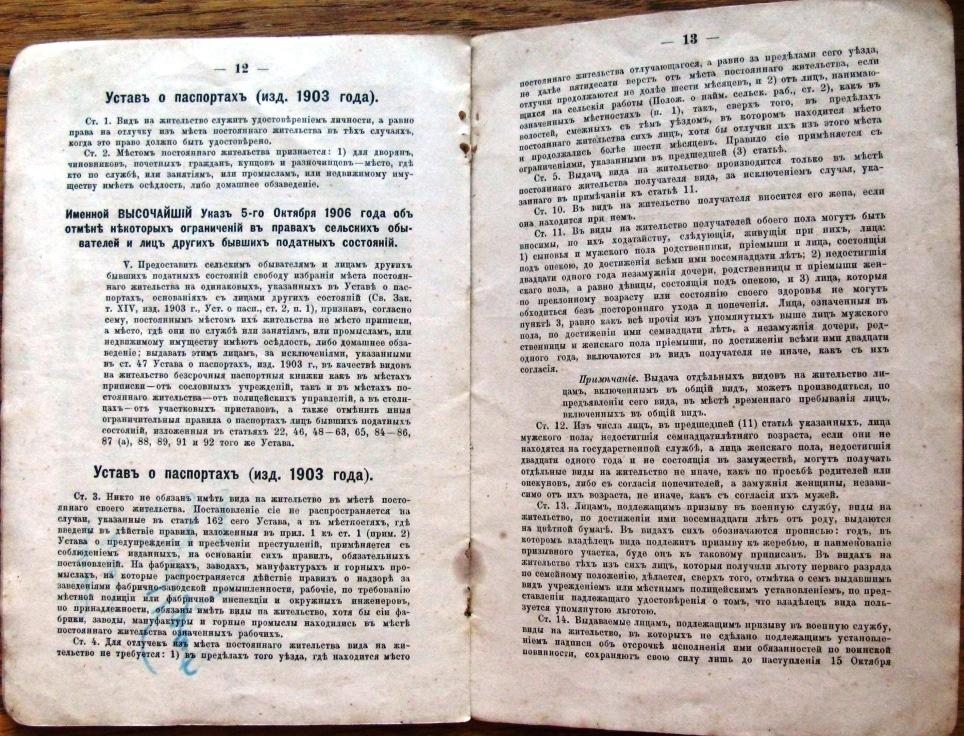 — 12 —
Уставъ о паспортахъ (изд. 1903 года).
Ст. 1. Видъ на жительство служитъ удостовѣреніемъ личности, а равно
права на отлучку изъ мѣста постояннаго жительства въ тѣхъ случаяхъ,
когда это право должно быть удостовѣрено.
Ст. 2. Мѣстомъ постояннаго жительства признается: 1) для дворянъ,
чиновниковъ, почетныхъ гражданъ, купцовъ и разночинцевъ—мѣсто, гдѣ
кто по службѣ, или занятіямъ, или промысламъ, или недвижимому иму-
ществу имѣетъ осѣдлость, либо домашнее обзаведеніе.
Именной ВЫСОЧАЙШІЙ Указъ 5-го Октября 1906 года объ
отмѣнѣ нѣкоторыхъ ограниченій въ правахъ сельскихъ обы-
вателей и лицъ другихъ бывшихъ податныхъ состояній.
V. Предоставить сельскимъ обывателямъ и лицамъ другихъ
бывшихъ податныхъ состояній свободу избранія мѣста постоян-
наго жительства на одинаковыхъ, указанныхъ въ Уставѣ о пас-
портахъ, основаніяхъ съ лицами другихъ состояній (Св. Зак.
т. XIV, изд. 1903 г., Уст. о пасп., ст. 2, п. 1), признавъ, согласно
сему, постояннымъ мѣстомъ ихъ жительства не мѣсто приписки,
а мѣсто, гдѣ они по службѣ или занятіямъ, или промысламъ, или
недвижимому имуществу имѣютъ осѣдлость, либо домашнее обза-
веденіе; выдавать этимъ лицамъ, за исключеніями, указанными
въ ст. 47 Устава о паспортахъ, изд. 1903 г., въ качествѣ видовъ
на жительство безсрочныя паспортныя книжки какъ въ мѣстахъ
приписки—отъ сословныхъ учрежденій, такъ и въ мѣстахъ по-
стояннаго жительства—отъ полицейскихъ управленій, а въ столи-
цахъ—отъ участковыхъ приставовъ, а также отмѣнить иныя
ограничительныя правила о паспортахъ лицъ бывшихъ податныхъ
состояній, изложенныя въ статьяхъ 22, 46, 48—63, 65, 84—86,
87 (а), 88, 89, 91 и 92 того же Устава.
Уставъ о паспортахъ (изд. 1903 года).
Ст. 3. Никто не обязанъ имѣть вида на жительство въ мѣстѣ посто-
яннаго своего жительства. Постановленіе сіе не распространяется на
случаи, указанные въ статьѣ 162 сего Устава, а въ мѣстностяхъ, гдѣ
введены въ дѣйствіе правила, изложенныя въ прил. 1 къ ст. 1 (прим. 2)
Устава о предупрежденіи и пресѣченіи преступленій, примѣняется съ
соблюденіемъ изданныхъ, на основаніи сихъ правилъ, обязательныхъ
постановленій. На фабрикахъ, заводахъ, мануфактурахъ и горныхъ про-
мыслахъ, на которые распространяется дѣйствіе правилъ о надзорѣ за
заведеніями фабрично-заводской промышленности, рабочіе, по требованію
мѣстной полиціи или фабричной инспекціи и окружныхъ инженеровъ,
по принадлежности, обязаны имѣть виды на жительство, хотя бы сіи фа-
брики, заводы, мануфактуры и горные промыслы находились въ мѣстѣ
постояннаго жительства означенныхъ рабочихъ.
Ст. 4. Для отлучекъ изъ мѣста постояннаго жительства вида на жи-
тельство не требуется: 1) въ предѣлахъ того уѣзда, гдѣ находится мѣсто
— 13 —
постояннаго жительства отлучающагося, а равно за предѣлами сего уѣзда,
не далѣе пятидесяти верстъ отъ мѣста постояннаго жительства, если
отлучки продолжаются не долѣе шести мѣсяцевъ, и 2) отъ лицъ, нанимаю-
щихся на сельскія работы (Полож. о найм. сельск. раб., ст. 2), какъ въ
означенныхъ мѣстностяхъ (п. 1), такъ, сверхъ того, въ предѣлахъ
волостей, смежныхъ съ тѣмъ уѣздомъ, въ которомъ находится мѣсто
постояннаго жительства сихъ лицъ, хотя бы отлучки ихъ изъ этого мѣста
и продолжались болѣе шести мѣсяцевъ. Правило сіе примѣняется съ
ограниченіями, указанными въ предшедшей (3) статьѣ.
Ст. 5. Выдача вида на жительство производится только въ мѣстѣ
постояннаго жительства получателя вида, за исключеніемъ случая, ука-
заннаго въ примѣчаніи къ статьѣ 11.
Ст. 10. Въ видъ на жительство получателя вносится его жена, если
она находится при немъ.
Ст. 11. Въ виды на жительство получателей обоего пола могутъ быть
вносимы, по ихъ ходатайству, слѣдующія, живущія при нихъ, лица:
1) сыновья и мужского пола родственники, пріемыши и лица, состоящія
подъ опекою, до достиженія всѣми ими восемнадцати лѣтъ; 2) недостигшія
двадцати одного года незамужнія дочери, родственницы и пріемыши жен-
скаго пола, а равно дѣвицы, состоящія подъ опекою, и 3) лица, которыя
по преклонному возрасту или состоянію своего здоровья не могутъ
обходиться безъ посторонняго ухода и попеченія. Лица, означенныя въ
пунктѣ 3, равно какъ всѣ прочія изъ упомянутыхъ выше лицъ мужского
пола, по достиженіи ими семнадцати лѣтъ, а незамужнія дочери, род-
ственницы и женскаго пола пріемыши, по достиженіи всѣми ими двадцати
одного года, включаются въ видъ получателя не иначе, какъ съ ихъ
согласія.
Примѣчаніе. Выдача отдѣльныхъ видовъ на жительство ли-
цамъ, включеннымъ въ общій видъ, можетъ производиться, по
предъявленіи сего вида, въ мѣстѣ временнаго пребыванія лицъ,
включенныхъ въ общій видъ.
Ст. 12. Изъ числа лицъ, въ предшедшей (11) статьѣ указанныхъ, лица
мужского пола, недостигшія семнадцатилѣтняго возраста, если они не
находятся на государственной службѣ, а лица женскаго пола, недостигшія
двадцати одного года и не состоящія въ замужествѣ, могутъ получать
отдѣльные виды на жительство не иначе, какъ по просьбѣ родителей или
опекуновъ, либо съ согласія попечителей, а замужнія женщины, незави-
симо отъ ихъ возраста, не иначе, какъ съ согласія ихъ мужей.
Ст. 13. Лицамъ, подлежащимъ призыву въ военную службу, виды на
жительство, по достиженіи ими восемнадцати лѣтъ отъ роду, выдаются
на цвѣтной бумагѣ. Въ видахъ сихъ обозначаются прописью: годъ, въ
которомъ владѣлецъ вида подлежитъ призыву къ жеребью, и наименованіе
призывного участка, буде онъ къ таковому приписанъ. Въ видахъ на
жительство тѣхъ изъ сихъ лицъ, которыя получили льготу перваго разряда
по семейному положенію, дѣлается, сверхъ того, отмѣтка о семъ выдавшимъ
видъ учрежденіемъ или мѣстнымъ полицейскимъ установленіемъ, по пред-
ставленіи надлежащаго удостовѣренія о томъ, что владѣлецъ вида поль-
зуется упомянутою льготою.
Ст. 14. Выдаваемые лицамъ, подлежащимъ призыву въ военную службу,
виды на жительство, въ которыхъ не сдѣлано подлежащимъ установле-
ніемъ надписи объ отсрочкѣ исполненія ими обязанностей по воинской
повинности, сохраняютъ свою силу лишь до наступленія 15 Октября